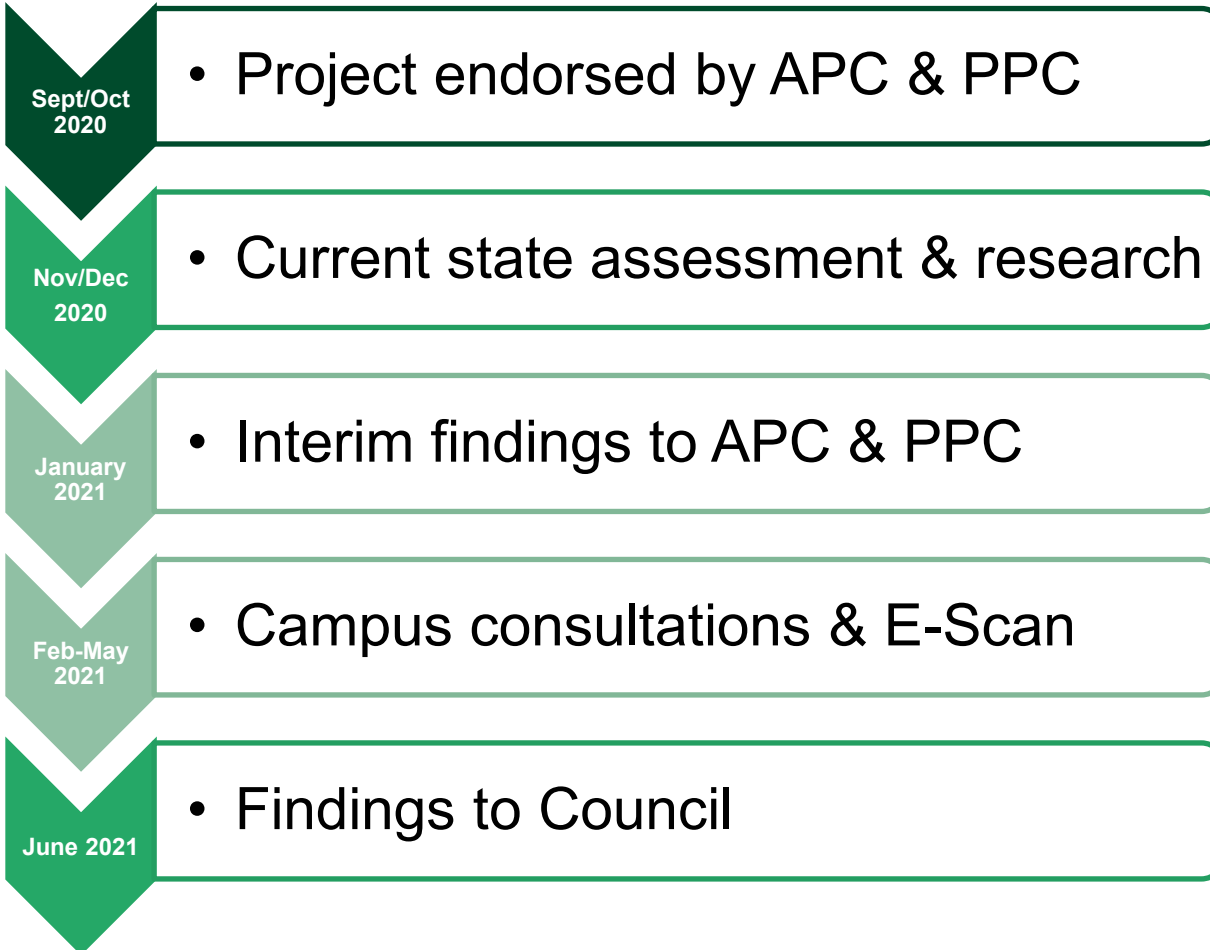 Sept/Oct
2020
• Project endorsed by APC & PPC
Nov/Dec
2020
• Current state assessment & research
January
2021
• Interim findings to APC & PPC
Feb-May
2021
• Campus consultations & E-Scan
June 2021
• Findings to Council